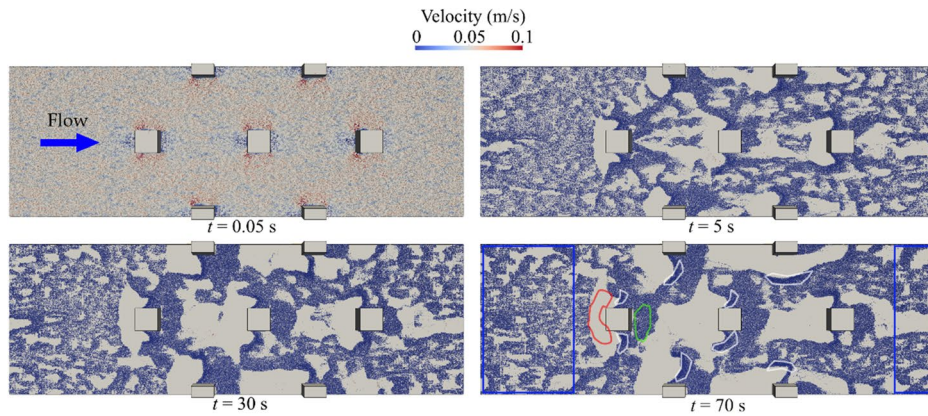 Velocity (m/s)
0 0.05 0.1
Flow
t = 0.05 s
t = 5 s
t = 30 s
t = 70 s